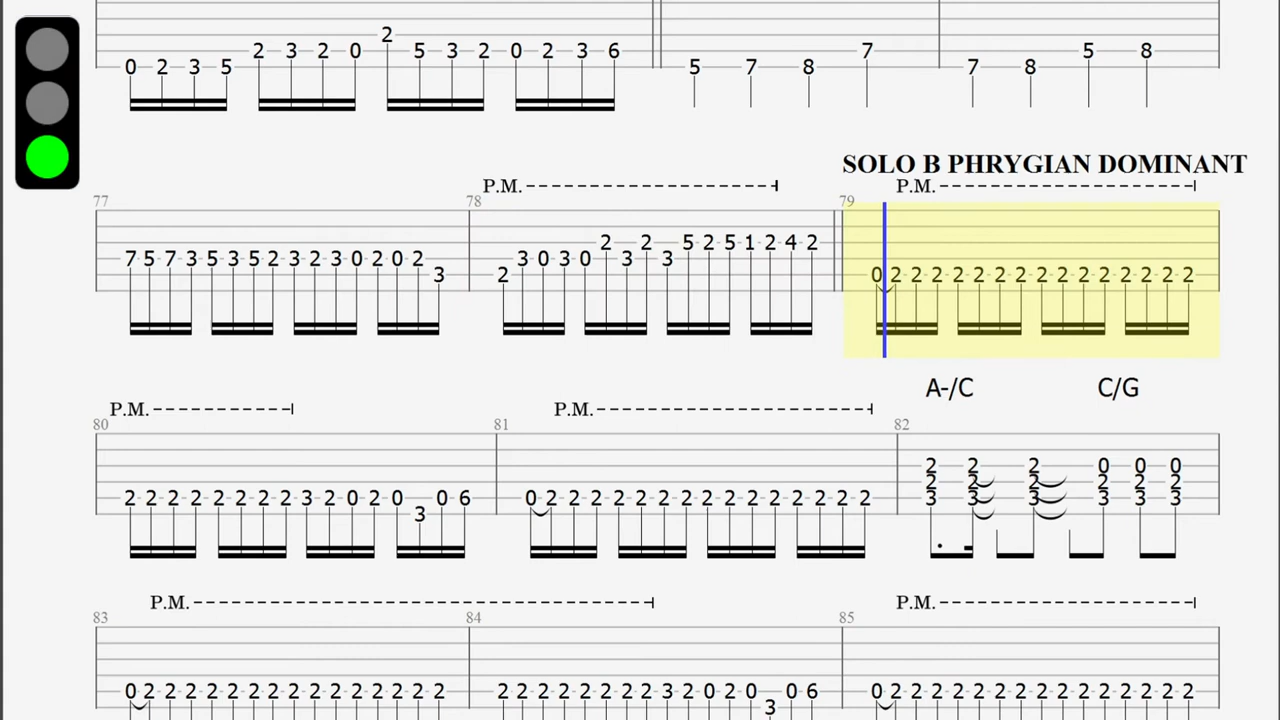 2
0 2 3 5 2 3 2 0 5 3 2 0 2 3 6 5 7 8 7 7 8 5 8
SOLO B PHRYGIAN DOMINANT
P.M. P.M.
77 78 79
5 2 5 1 2 4 2
2 2
7 5 7 3 5 3 5 2 3 2 3 0 2 0 2 3 0 3 0 3 3
3 2 0 2 2 2 2 2 2 2 2 2 2 2 2 2 2 2
A-/C C/G
P.M. P.M.
80 81 82
2 2 2 0 0 0
2 2 2 2 2 2
2 2 2 2 2 2 2 2 3 2 0 2 0 0 6 0 2 2 2 2 2 2 2 2 2 2 2 2 2 2 2 3 3 3 3 3 3
3
P.M. P.M.
83 84 85
0 2 2 2 2 2 2 2 2 2 2 2 2 2 2 2 2 2 2 2 2 2 2 2 3 2 0 2 0 0 6 0 2 2 2 2 2 2 2 2 2 2 2 2 2 2 2
3